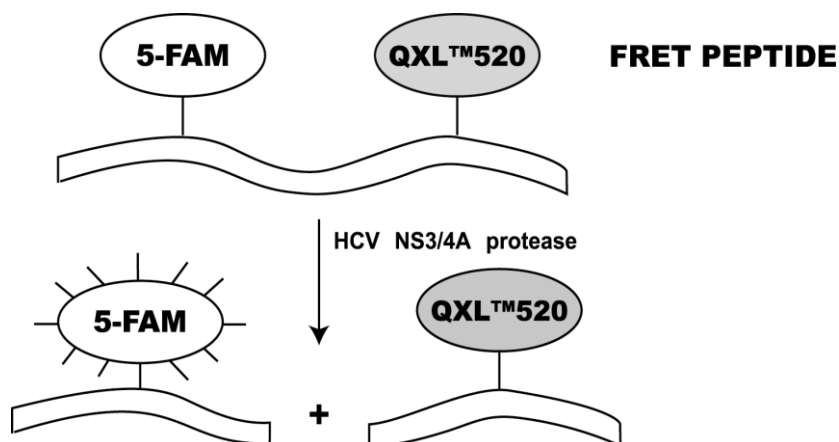 5-FAM
QXL™520
FRET PEPTIDE
HCV NS3/4A protease
5-FAM
QXL™520
+